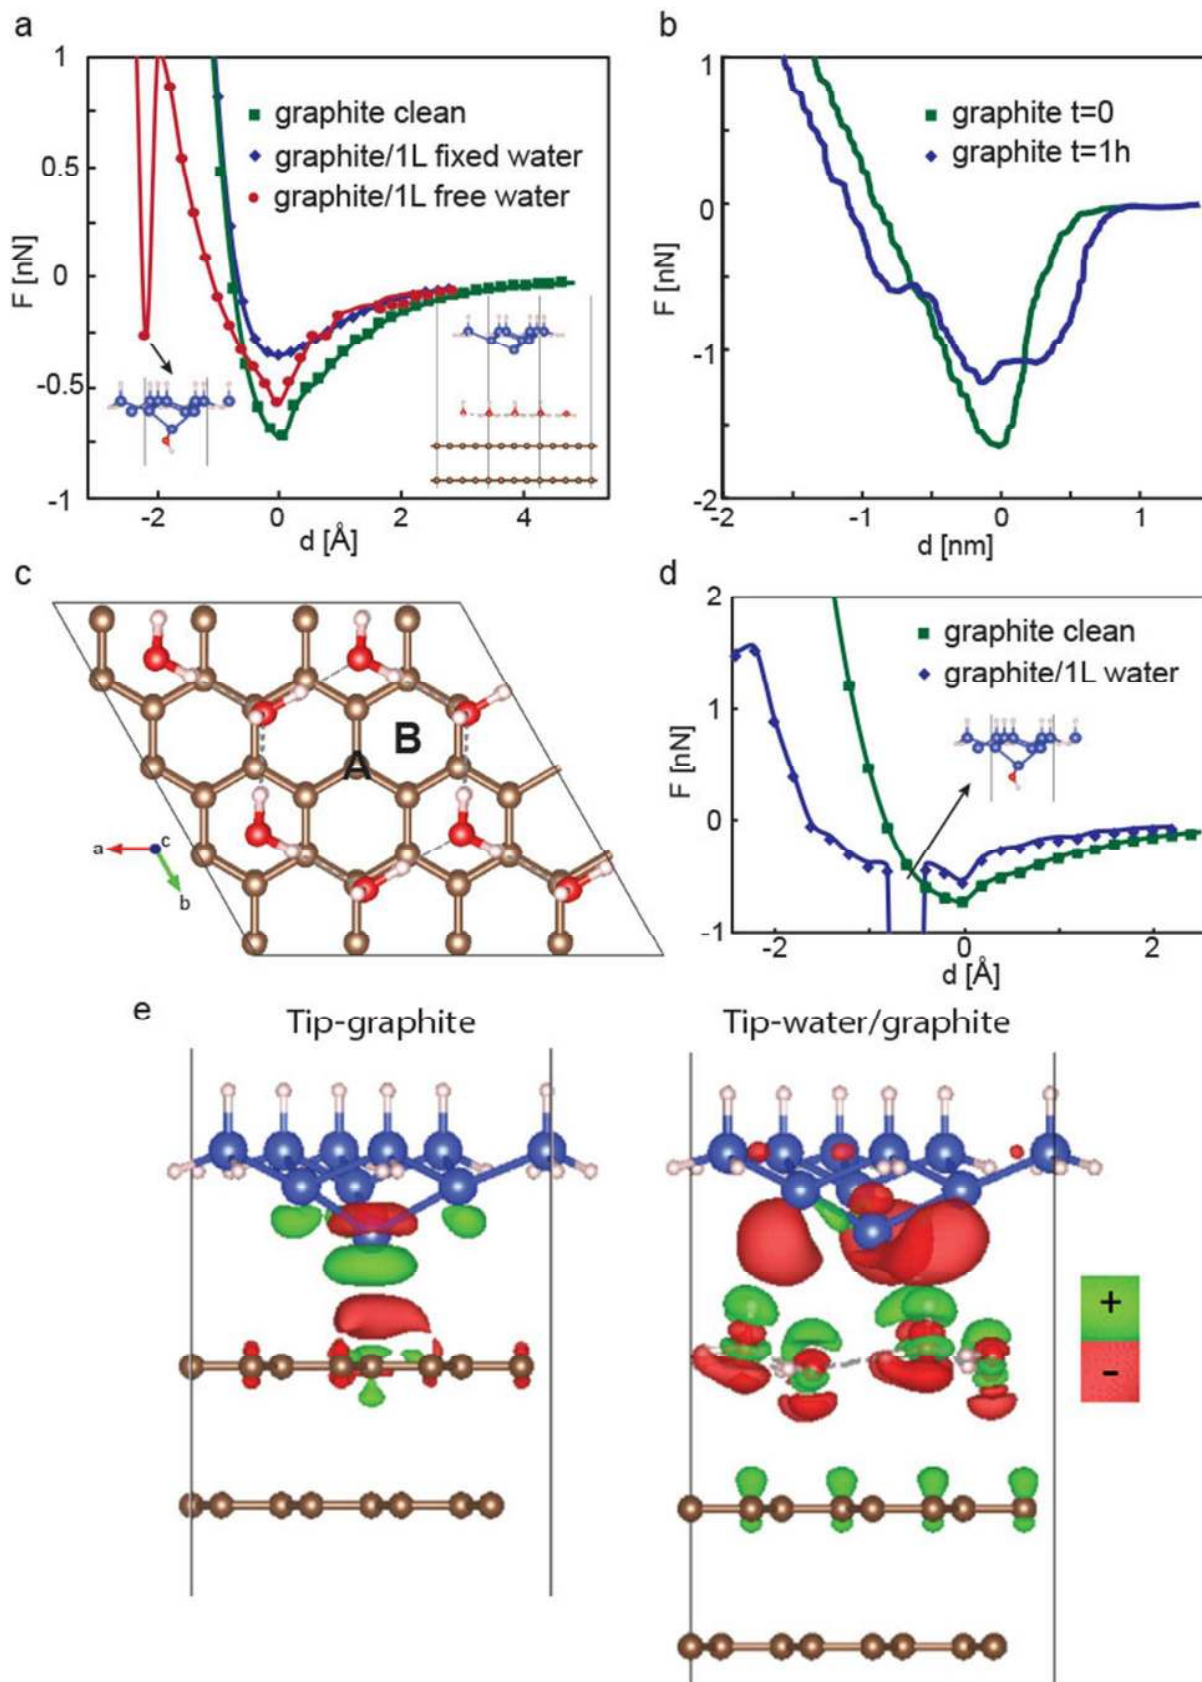 a
1
0.5
0
-0.5
-1
F [nN]
-2
0
2
4
d [Å]
graphite clean
graphite/1L fixed water
graphite/1L free water
b
1
0
-1
-2
F [nN]
-2
-1
0
1
d [nm]
graphite t=0
graphite t=1h
c
A
B
a
c
b
d
2
1
0
-1
F [nN]
-2
0
2
d [Å]
graphite clean
graphite/1L water
e
Tip-graphite
Tip-water/graphite
+
-